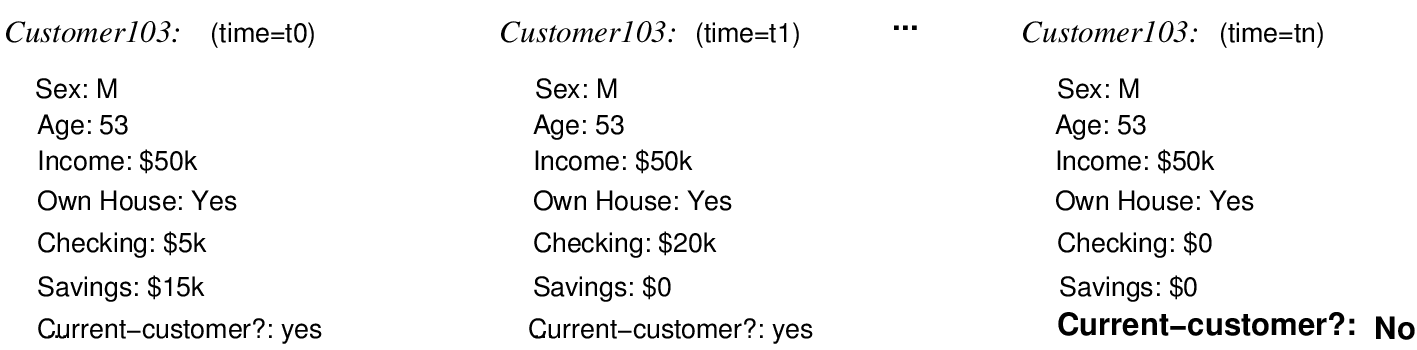 Customer103: (time=t0)
Customer103: (time=t1)
...
Customer103: (time=tn)
Sex: M
Age: 53
Income: $50k
Own House: Yes
Checking: $5k
Savings: $15k
Current−customer?: yes
Sex: M
Age: 53
Income: $50k
Own House: Yes
Checking: $20k
Savings: $0
Current−customer?: yes
Sex: M
Age: 53
Income: $50k
Own House: Yes
Checking: $0
Savings: $0
Current−customer?: No